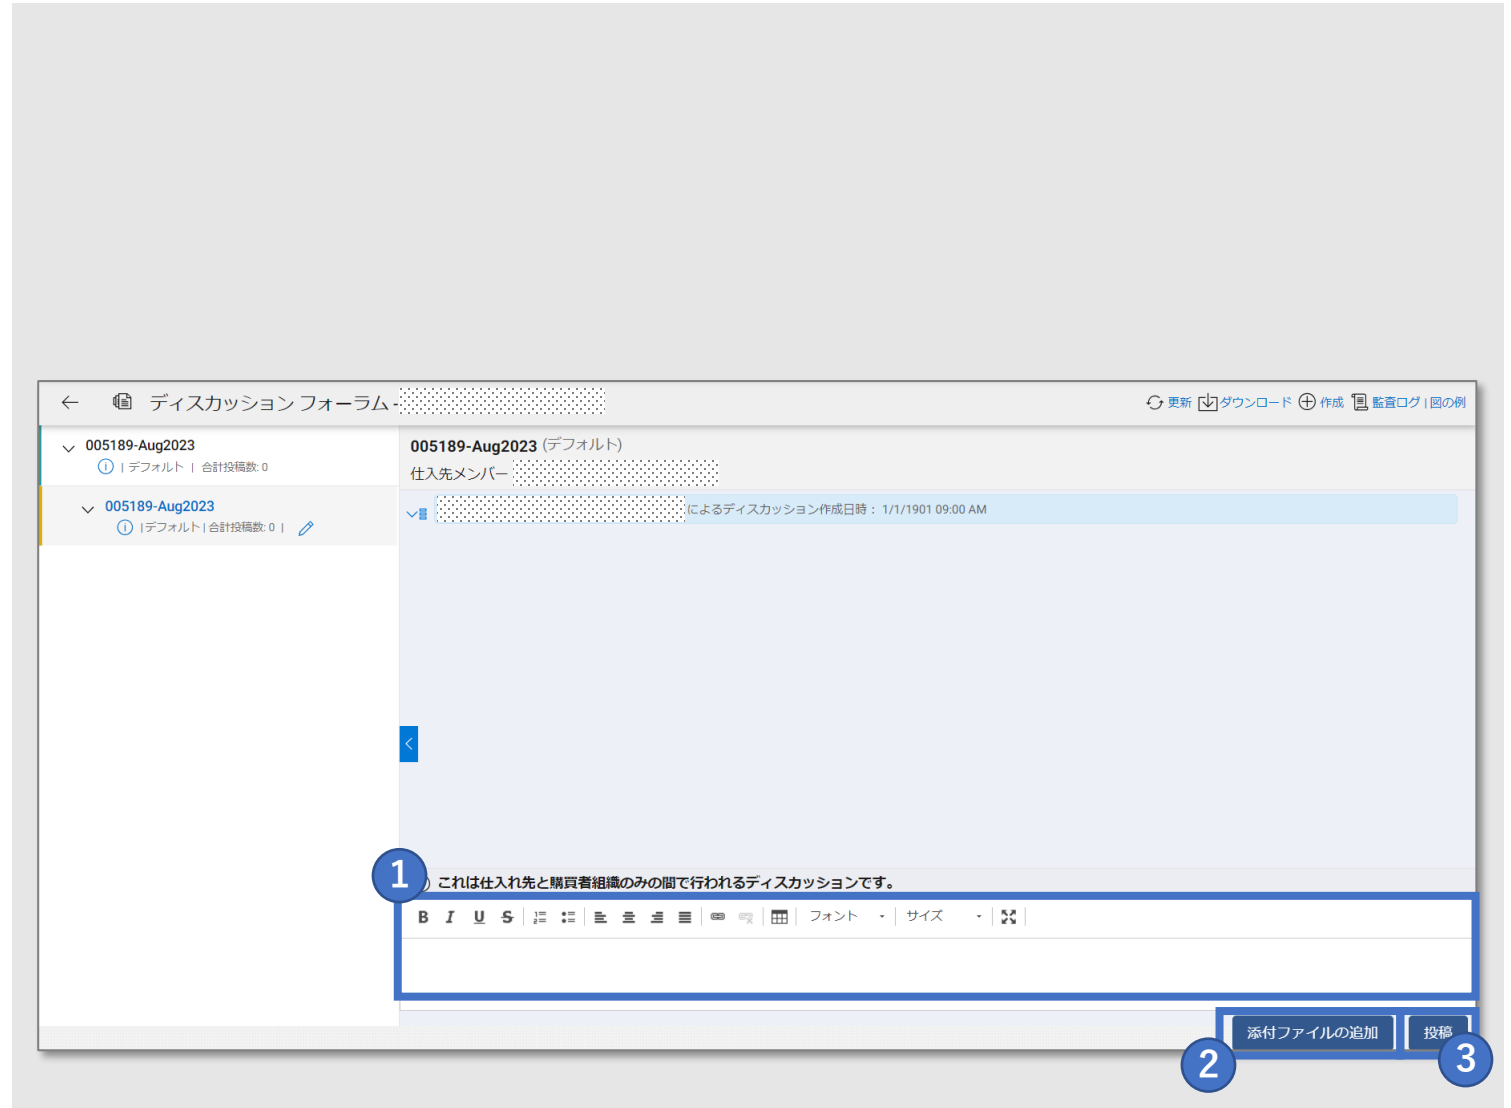 ディスカッション フォーラム -
更新 ダウンロード 作成 監査ログ | 図の例
005189-Aug2023
| デフォルト | 合計投稿数: 0
005189-Aug2023
| デフォルト | 合計投稿数: 0 |
005189-Aug2023 (デフォルト)
仕入先メンバー
によるディスカッション作成日時： 1/1/1901 09:00 AM
1
これは仕入れ先と購買者組織のみの間で行われるディスカッションです。
B I U S フォント サイズ
添付ファイルの追加 投稿
2 3